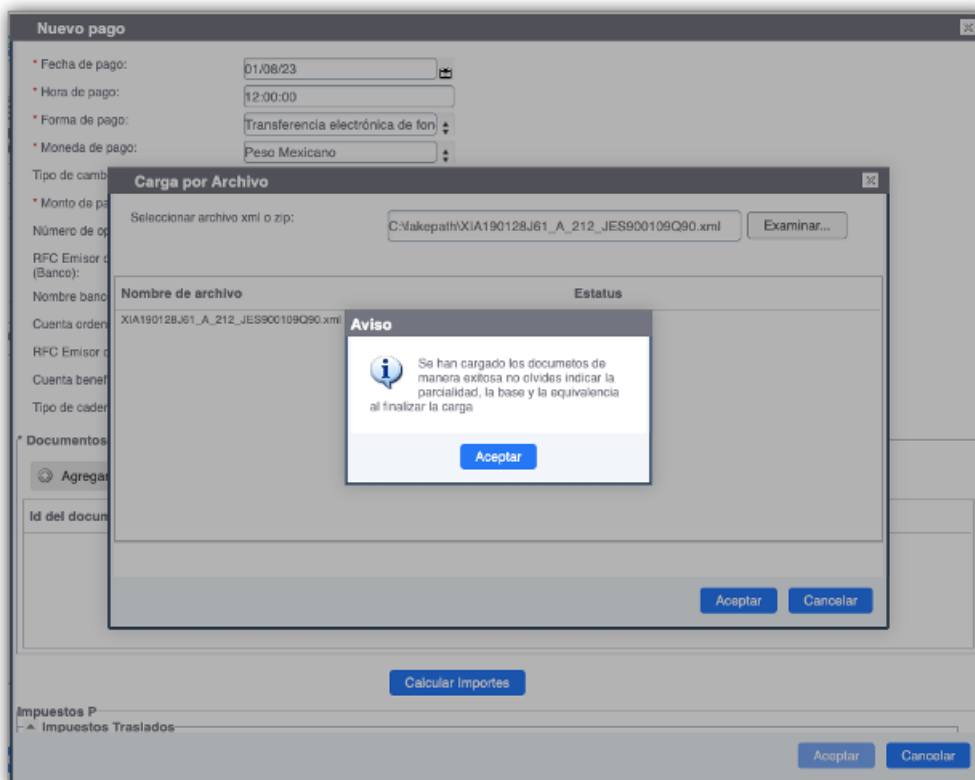 Nuevo pago
* Fecha de pago:
01/08/23
* Hora de pago:
12:00:00
* Forma de pago:
Transferencia electrónica de fon
* Moneda de pago:
Peso Mexicano
Tipo de camb
Carga por Archivo
* Monto de pa
Seleccionar archivo xml o zip:
C:\fakepath\XIA190128J61_A_212_JES900109Q90.xml
Examinar...
Número de op
RFC Emisor
(Banco):
Nombre banc
Nombre de archivo
Estatus
Cuenta orden
XIA190128J61_A_212_JES900109Q90.xml
Aviso
RFC Emisor
Cuenta benef
Tipo de cader
Se han cargado los documetos de
manera exitosa no olvides indicar la
parcialidad, la base y la equivalencia
al finalizar la carga
Aceptar
* Documentos
Agregar
Id del docum
Aceptar
Cancelar
Calcular Importes
Impuestos P
Impuestos Traslados
Aceptar
Cancelar